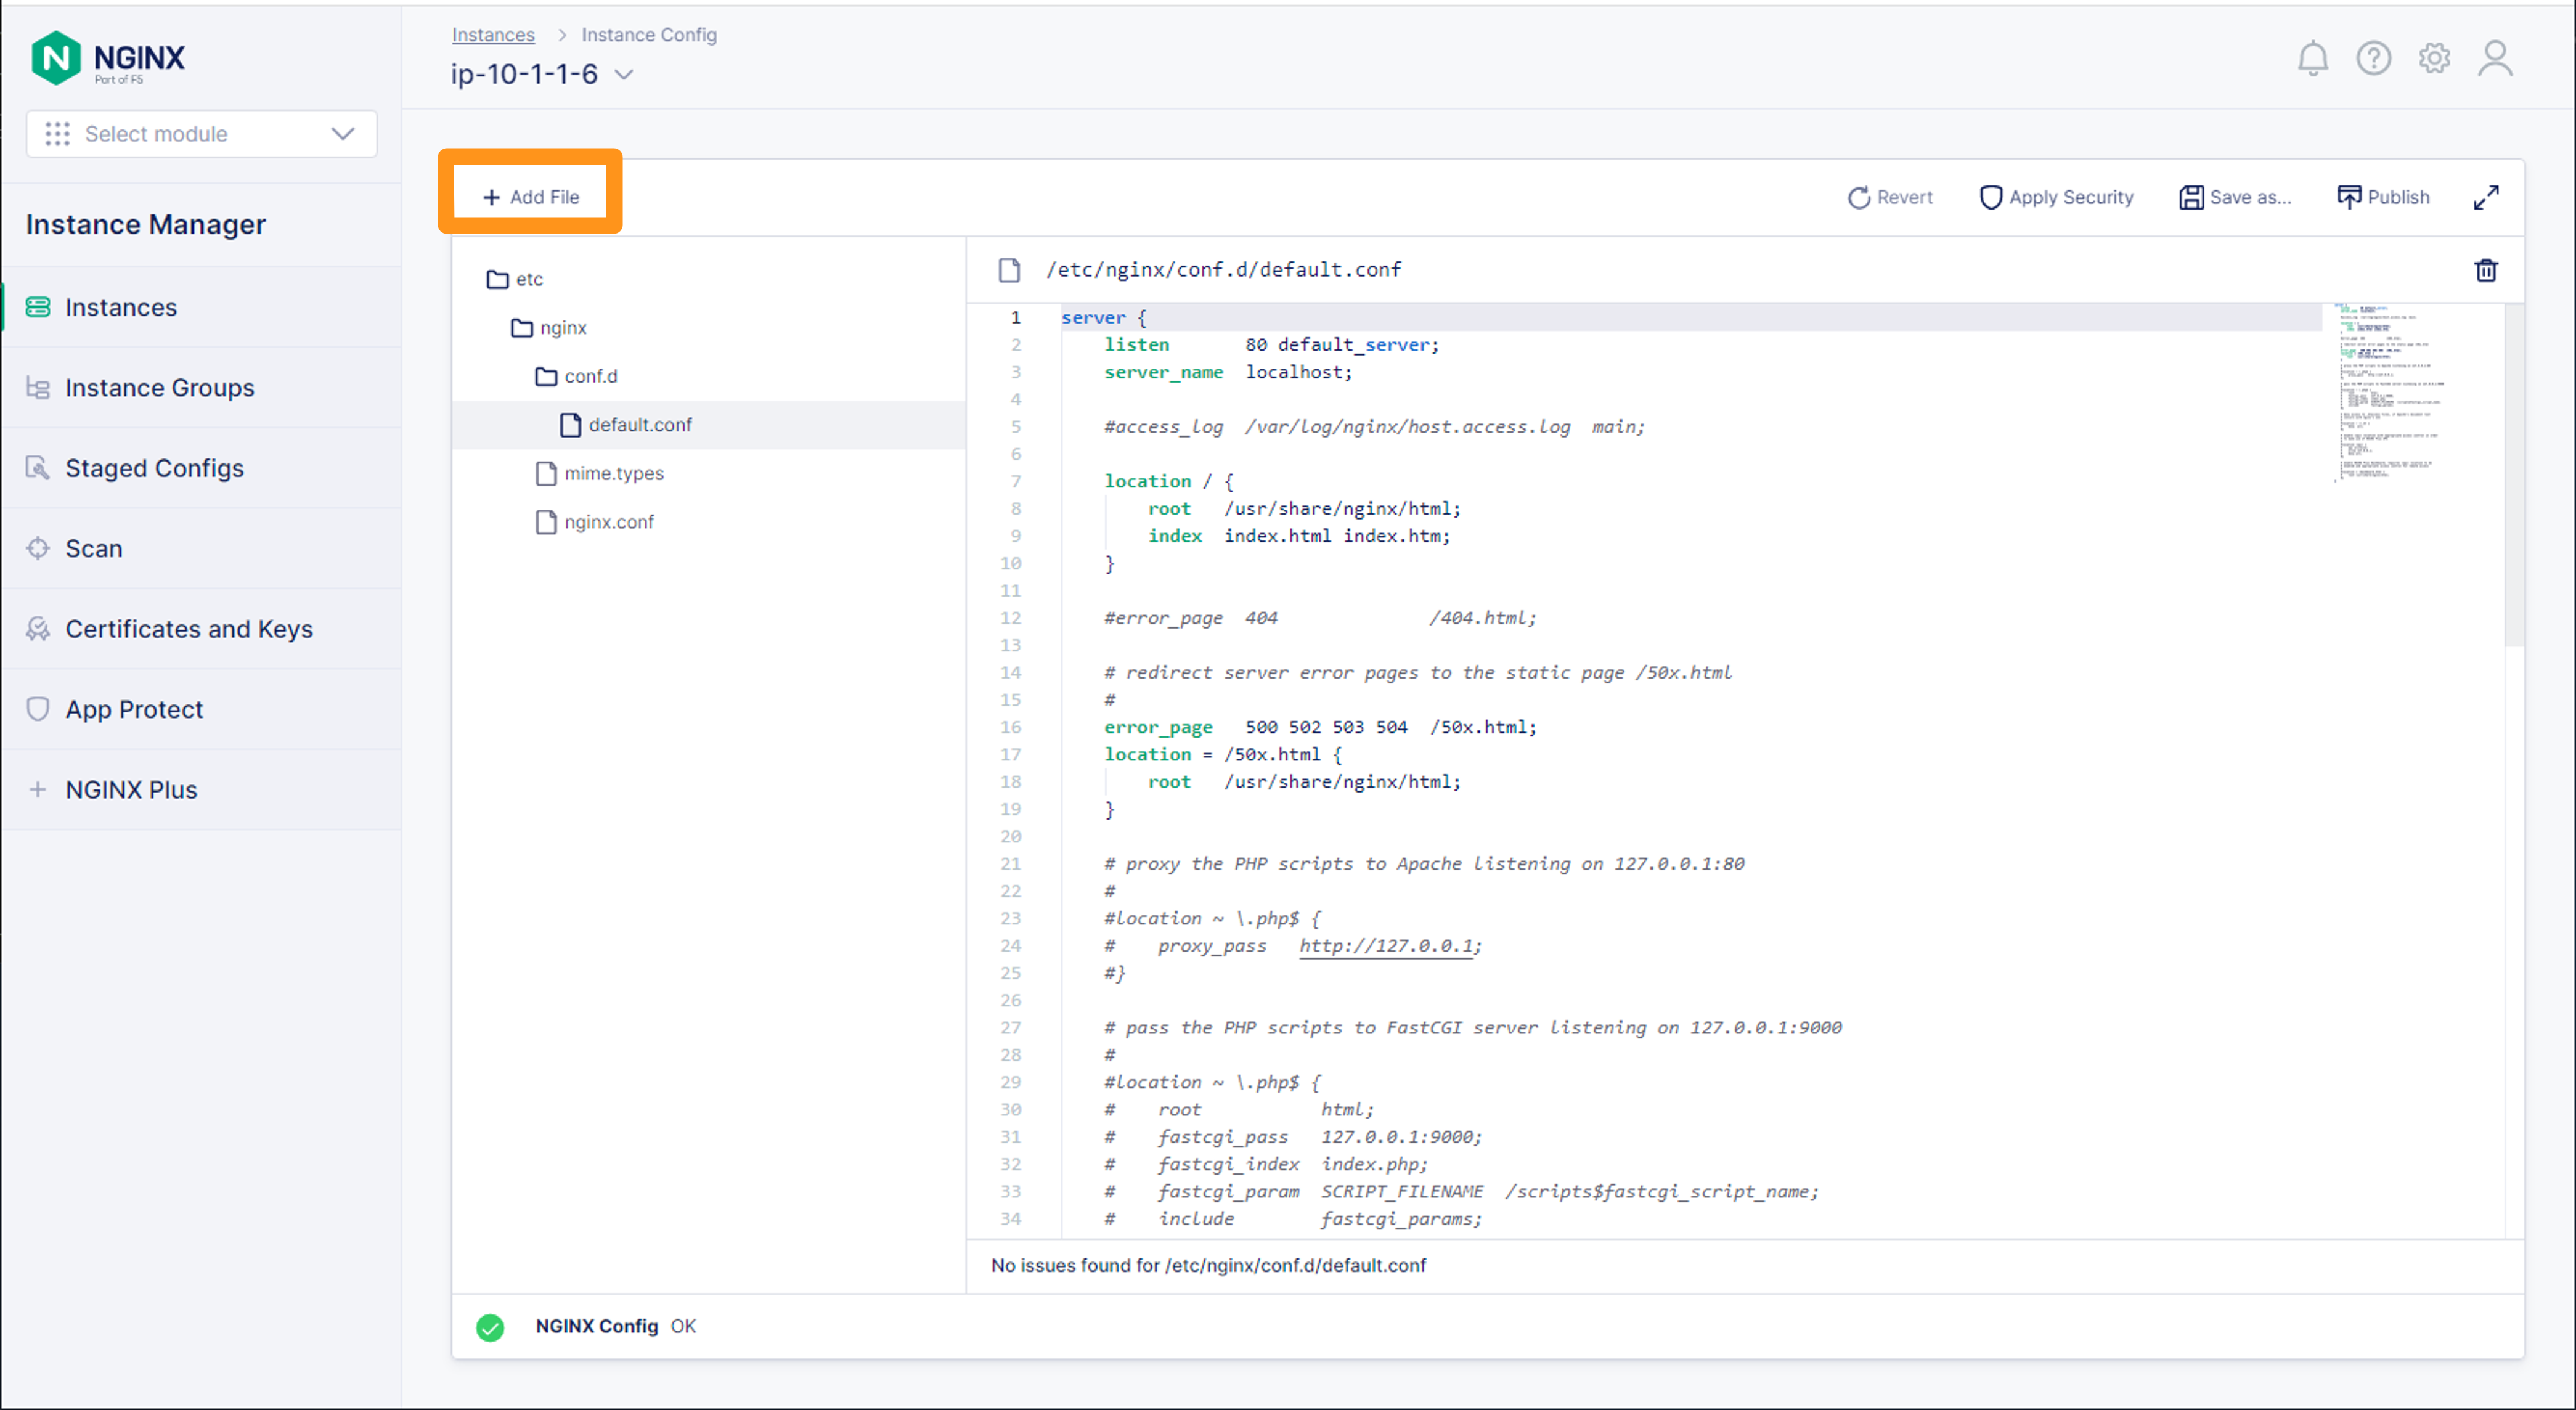 NGINX
Part of F5
Select module
Instance Manager
Instances
Instance Groups
Staged Configs
Scan
Certificates and Keys
App Protect
NGINX Plus
Instances > Instance Config
ip-10-1-1-6
+ Add File
Revert
Apply Security
Save as...
Publish
etc
nginx
conf.d
default.conf
mime.types
nginx.conf
/etc/nginx/conf.d/default.conf
1 server {
2     listen       80 default_server;
3     server_name  localhost;
4
5     #access_log  /var/log/nginx/host.access.log  main;
6
7     location / {
8         root   /usr/share/nginx/html;
9         index  index.html index.htm;
10     }
11
12     #error_page  404              /404.html;
13
14     # redirect server error pages to the static page /50x.html
15     #
16     error_page   500 502 503 504  /50x.html;
17     location = /50x.html {
18         root   /usr/share/nginx/html;
19     }
20
21     # proxy the PHP scripts to Apache listening on 127.0.0.1:80
22     #
23     #location ~ \.php$ {
24     #    proxy_pass   http://127.0.0.1;
25     #}
26
27     # pass the PHP scripts to FastCGI server listening on 127.0.0.1:9000
28     #
29     #location ~ \.php$ {
30     #    root           html;
31     #    fastcgi_pass   127.0.0.1:9000;
32     #    fastcgi_index  index.php;
33     #    fastcgi_param  SCRIPT_FILENAME  /scripts$fastcgi_script_name;
34     #    include        fastcgi_params;
No issues found for /etc/nginx/conf.d/default.conf
NGINX Config OK